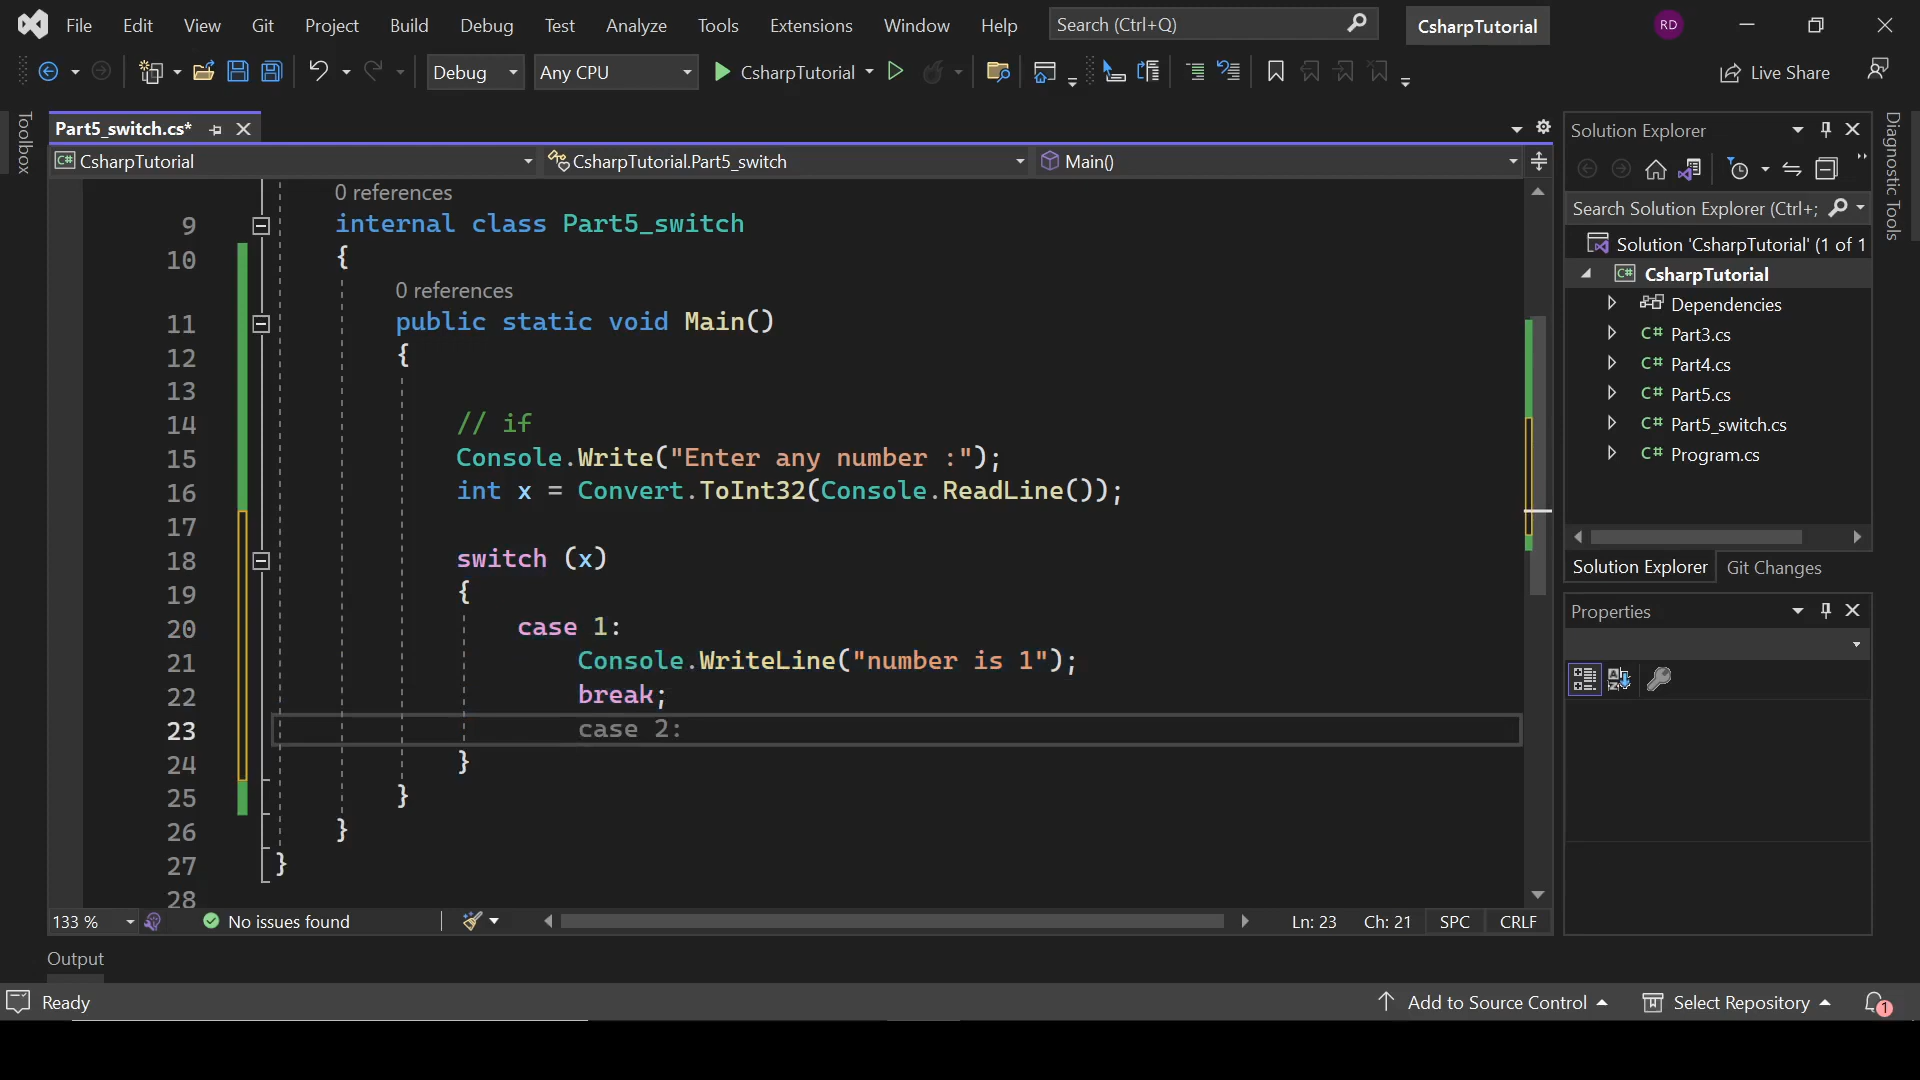 File Edit View Git Project Build Debug Test Analyze Tools Extensions Window Help Search (Ctrl+Q) CsharpTutorial RD
Debug Any CPU CsharpTutorial Live Share
Toolbox
Part5_switch.cs*
CsharpTutorial CsharpTutorial.Part5_switch Main()
0 references
9 internal class Part5_switch
10 {
0 references
11 public static void Main()
12 {
13
14 // if
15 Console.Write("Enter any number :");
16 int x = Convert.ToInt32(Console.ReadLine());
17
18 switch (x)
19 {
20 case 1:
21 Console.WriteLine("number is 1");
22 break;
23 case 2:
24 }
25 }
26 }
27 }
28
133 % No issues found Ln: 23 Ch: 21 SPC CRLF
Solution Explorer
Search Solution Explorer (Ctrl+;
Solution 'CsharpTutorial' (1 of 1
C# CsharpTutorial
Dependencies
C# Part3.cs
C# Part4.cs
C# Part5.cs
C# Part5_switch.cs
C# Program.cs
Solution Explorer Git Changes
Properties
Diagnostic Tools
Output
Ready Add to Source Control Select Repository 1